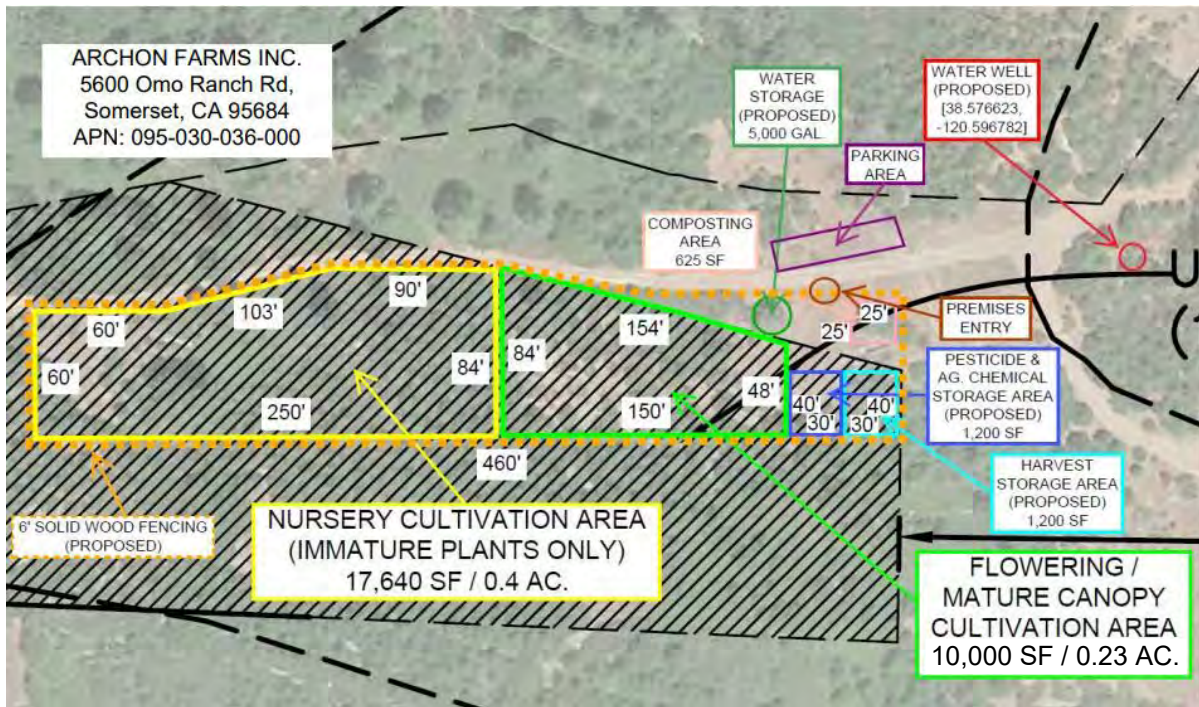 ARCHON FARMS INC.
5600 Omo Ranch Rd,
Somerset, CA 95684
APN: 095-030-036-000
WATER
STORAGE
(PROPOSED)
5,000 GAL
WATER WELL
(PROPOSED)
[38.576623,
-120.596782]
PARKING
AREA
COMPOSTING
AREA
625 SF
PREMISES
ENTRY
60'
103'
90'
60'
84'
250'
84'
154'
48'
150'
25'
25'
40'
30'
40'
30'
460'
PESTICIDE &
AG. CHEMICAL
STORAGE AREA
(PROPOSED)
1,200 SF
HARVEST
STORAGE AREA
(PROPOSED)
1,200 SF
6' SOLID WOOD FENCING
(PROPOSED)
NURSERY CULTIVATION AREA
(IMMATURE PLANTS ONLY)
17,640 SF / 0.4 AC.
FLOWERING /
MATURE CANOPY
CULTIVATION AREA
10,000 SF / 0.23 AC.